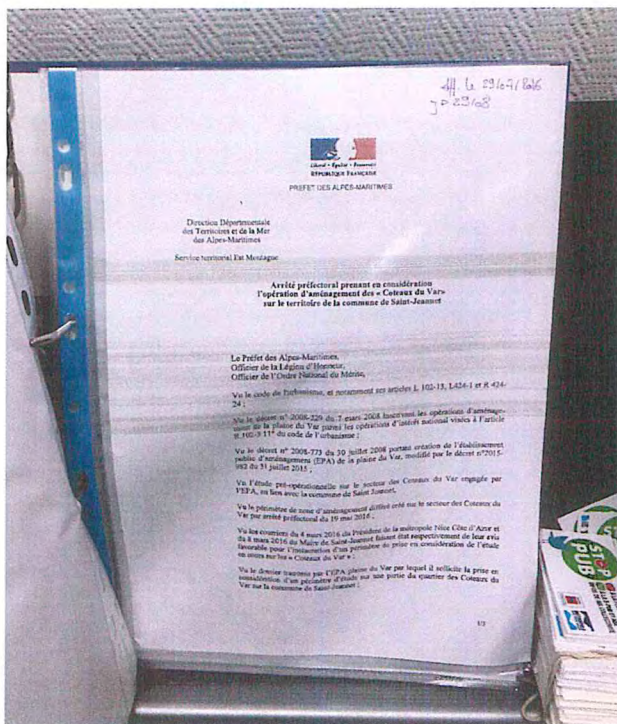 Aff. le 29/07/2016
J > 29/08
Liberté • Égalité • Fraternité
RÉPUBLIQUE FRANÇAISE
PREFET DES ALPES-MARITIMES
Direction Départementale
des Territoires et de la Mer
des Alpes-Maritimes
Service territorial Est Montagne
Arrêté préfectoral prenant en considération
l'opération d'aménagement des « Coteaux du Var»
sur le territoire de la commune de Saint-Jeannet
Le Préfet des Alpes-Maritimes,
Officier de la Légion d'Honneur,
Officier de l'Ordre National du Mérite,
Vu le code de l'urbanisme, et notamment ses articles L 102-13, L424-1 et R 424-
24 ;
Vu le décret n° 2008-229 du 7 mars 2008 inscrivant les opérations d'aménage-
ment de la plaine du Var parmi les opérations d'intérêt national visées à l'article
R.102-3 11° du code de l'urbanisme ;
Vu le décret n° 2008-773 du 30 juillet 2008 portant création de l'établissement
public d'aménagement (EPA) de la plaine du Var, modifié par le décret n°2015-
982 du 31 juillet 2015 ;
Vu l'étude pré-opérationnelle sur le secteur des Coteaux du Var engagée par
l'EPA, en lien avec la commune de Saint Jeannet,
Vu le périmètre de zone d'aménagement différé créé sur le secteur des Coteaux du
Var par arrêté préfectoral du 19 mai 2016 ;
Vu les courriers du 4 mars 2016 du Président de la métropole Nice Côte d'Azur et
du 8 mars 2016 du Maire de Saint-Jeannet faisant état respectivement de leur avis
favorable pour l'instauration d'un périmètre de prise en considération de l'étude
en cours sur les « Coteaux du Var » ;
Vu le dossier transmis par l'EPA plaine du Var par lequel il sollicite la prise en
considération d'un périmètre d'étude sur une partie du quartier des Coteaux du
Var sur la commune de Saint-Jeannet ;
1/3
STOP
PUB